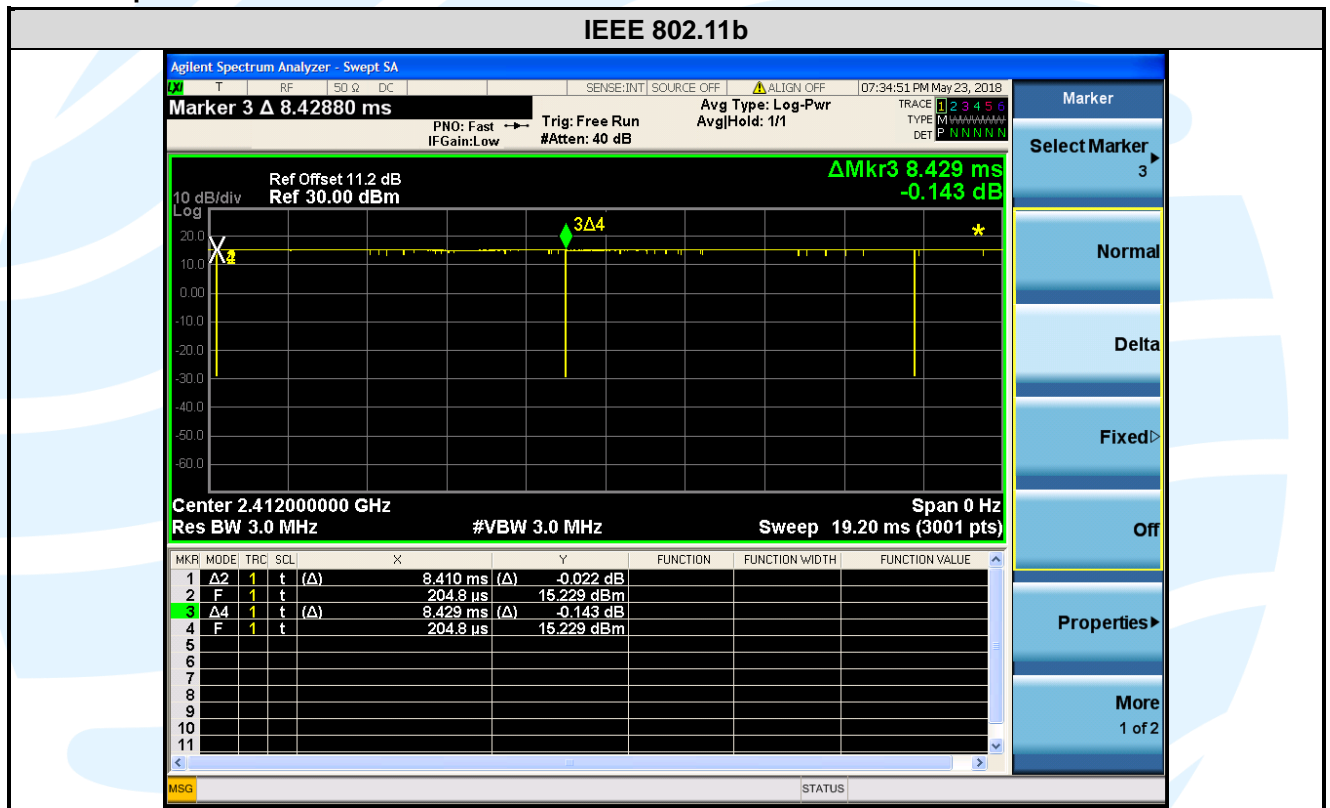 IEEE 802.11b
Agilent Spectrum Analyzer - Swept SA
LXI T RF 50 Ω DC SENSE:INT SOURCE OFF ALIGN OFF 07:34:51 PM May 23, 2018
Marker 3 Δ 8.42880 ms
PNO: Fast
IFGain:Low
Trig: Free Run
#Atten: 40 dB
Avg Type: Log-Pwr
Avg|Hold: 1/1
TRACE 1 2 3 4 5 6
TYPE M W W W W W
DET P N N N N N
Ref Offset 11.2 dB
10 dB/div Ref 30.00 dBm
Log
ΔMkr3 8.429 ms
-0.143 dB
3Δ4
*
20.0
10.0
0.00
-10.0
-20.0
-30.0
-40.0
-50.0
-60.0
Center 2.412000000 GHz Span 0 Hz
Res BW 3.0 MHz #VBW 3.0 MHz Sweep 19.20 ms (3001 pts)
MKR MODE TRC SCL X Y FUNCTION FUNCTION WIDTH FUNCTION VALUE
1 Δ2 1 t (Δ) 8.410 ms (Δ) -0.022 dB
2 F 1 t 204.8 µs 15.229 dBm
3 Δ4 1 t (Δ) 8.429 ms (Δ) -0.143 dB
4 F 1 t 204.8 µs 15.229 dBm
5
6
7
8
9
10
11
MSG STATUS
Marker
Select Marker
3
Normal
Delta
Fixed
Off
Properties
More
1 of 2